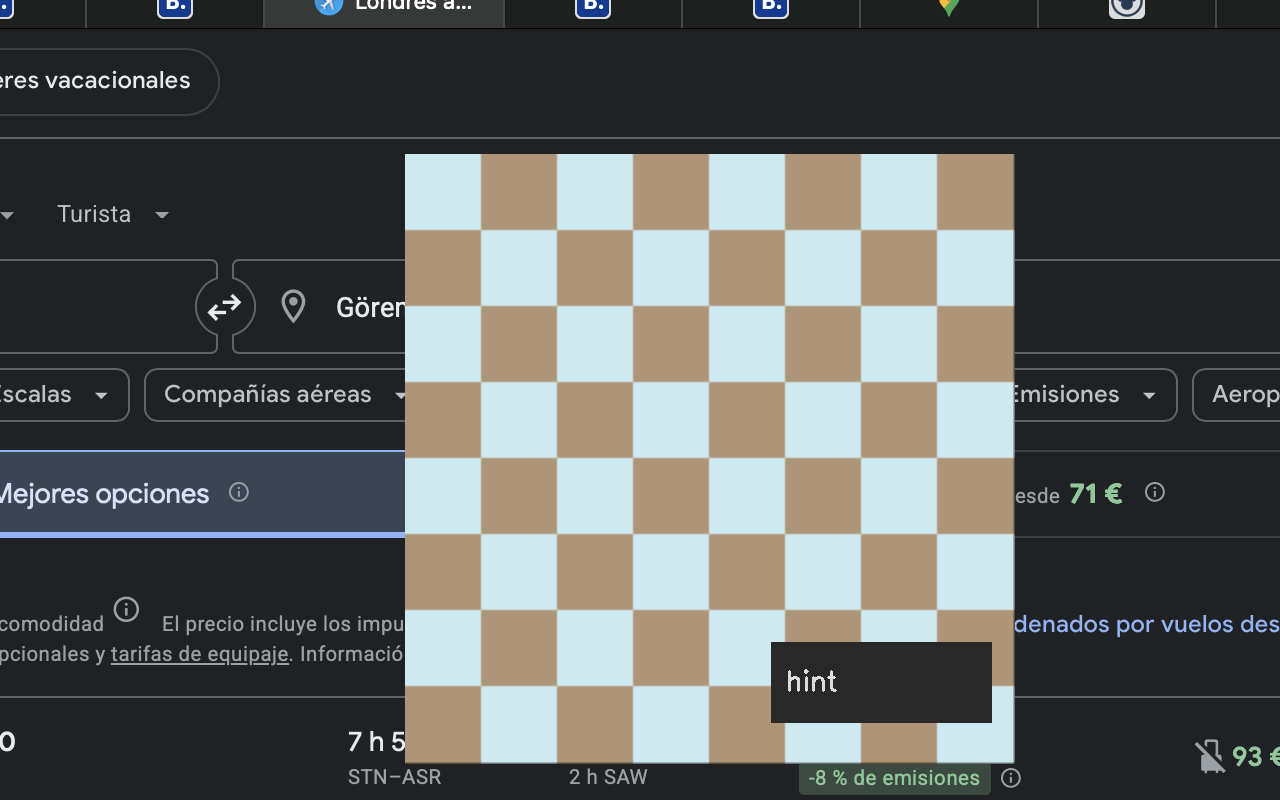 B.
Londres a...
B.
B.
eres vacacionales
Turista
Gören
Escalas
Compañías aéreas
Emisiones
Aerop
Mejores opciones
esde 71 €
comodidad
El precio incluye los impu
denados por vuelos des
pcionales y tarifas de equipaje. Informació
hint
0
7 h 5
93 €
STN–ASR
2 h SAW
-8 % de emisiones